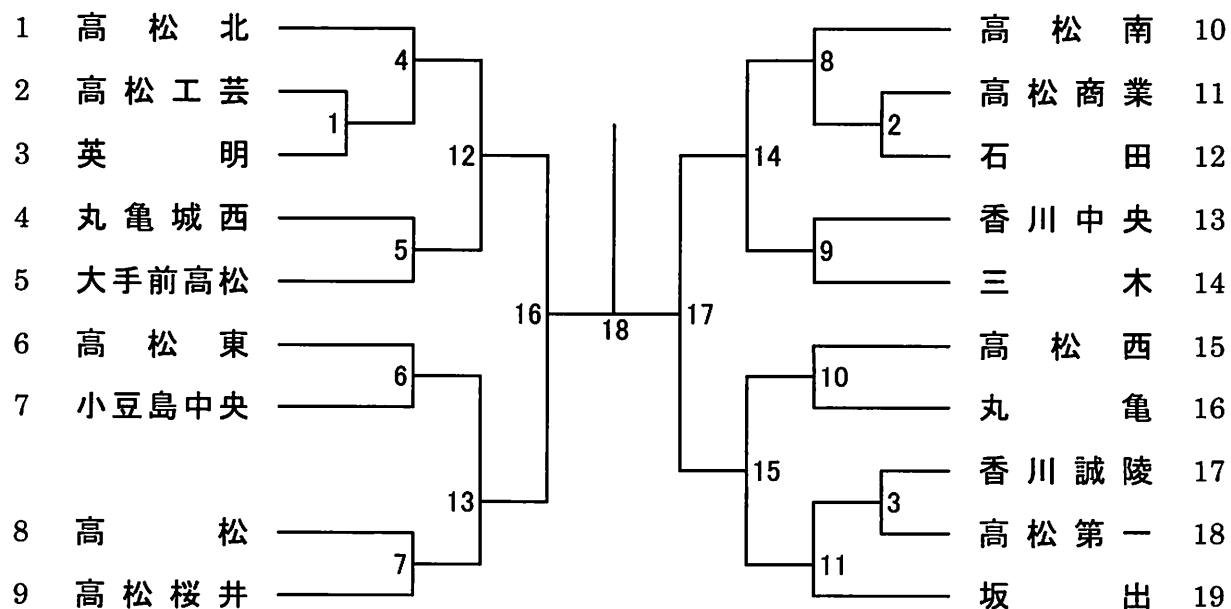 1 高松北
2 高松工芸
3 英明
4 丸亀城西
5 大手前高松
6 高松東
7 小豆島中央
8 高松
9 高松桜井
4
1
12
5
16
6
13
7
18
高松南 10
高松商業 11
石田 12
香川中央 13
三木 14
高松西 15
丸亀 16
香川誠陵 17
高松第一 18
坂出 19
8
2
14
9
17
10
15
3
11